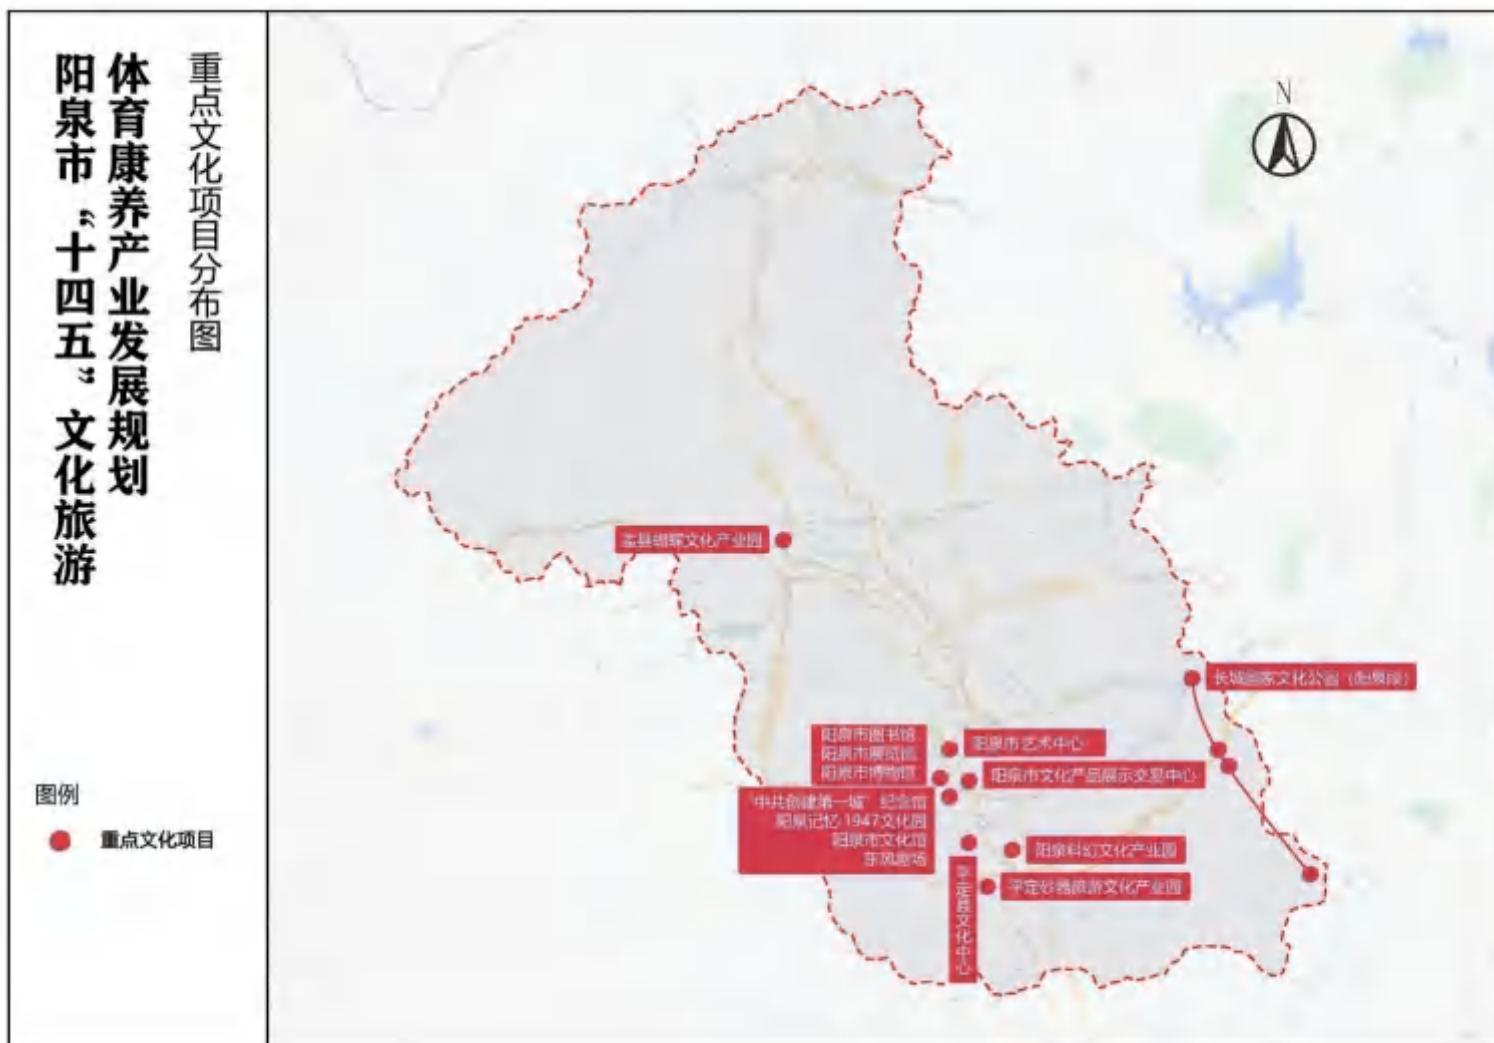 阳泉市“十四五”文化旅游
体育康养产业发展规划
重点文化项目分布图
N
盂县蝴蝶文化产业园
长城国家文化公园（阳泉段）
阳泉市图书馆
阳泉市展览馆
阳泉市博物馆
阳泉市艺术中心
阳泉市文化产品展示交易中心
“中共创建第一城”纪念馆
阳泉记忆·1947文化园
阳泉市文化馆
东风剧场
阳泉科幻文化产业园
平定砂器旅游文化产业园
平定县文化中心
图例
重点文化项目